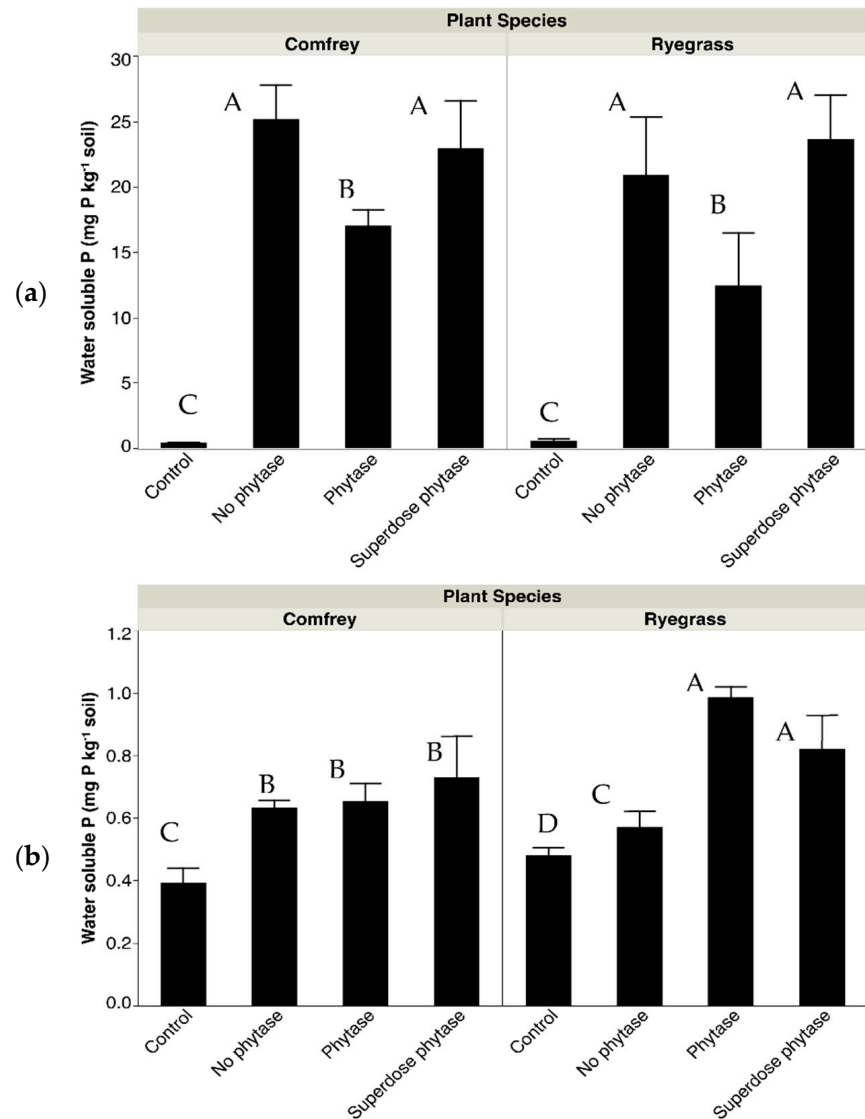 Plant Species
Comfrey Ryegrass
(a)
Water soluble P (mg P kg⁻¹ soil)
30
25
20
15
10
5
0
A
B
A
C
A
B
A
C
Control
No phytase
Phytase
Superdose phytase
Control
No phytase
Phytase
Superdose phytase
Plant Species
Comfrey Ryegrass
(b)
Water soluble P (mg P kg⁻¹ soil)
1.2
1.0
0.8
0.6
0.4
0.2
0.0
C
B
B
B
D
C
A
A
Control
No phytase
Phytase
Superdose phytase
Control
No phytase
Phytase
Superdose phytase